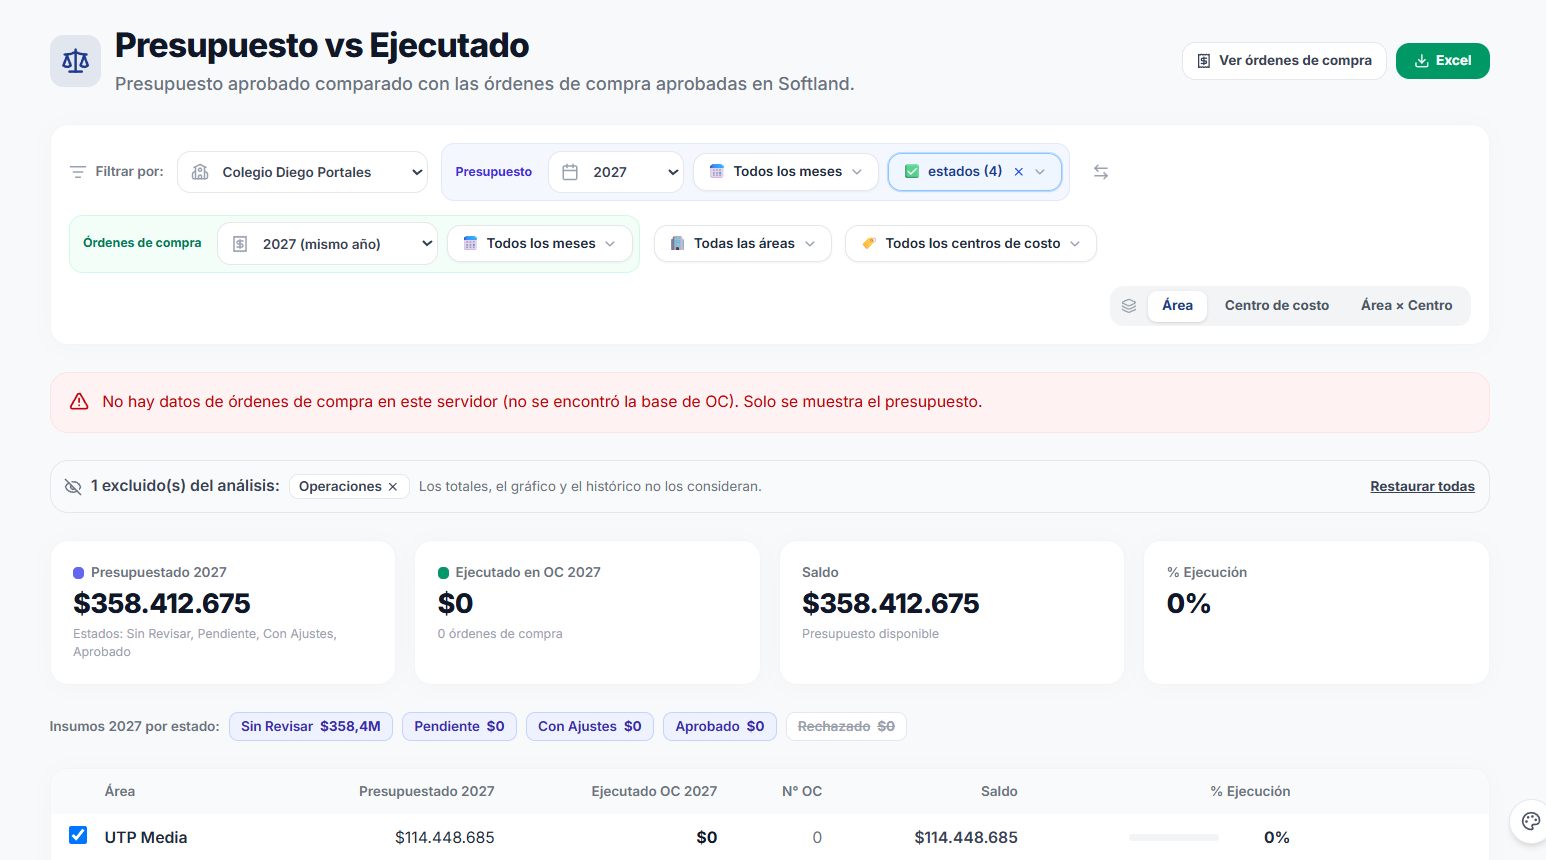 Presupuesto vs Ejecutado
Presupuesto aprobado comparado con las órdenes de compra aprobadas en Softland.
Ver órdenes de compra
Excel
Filtrar por:
Colegio Diego Portales
Presupuesto
2027
Todos los meses
estados (4)
Órdenes de compra
2027 (mismo año)
Todos los meses
Todas las áreas
Todos los centros de costo
Área
Centro de costo
Área × Centro
No hay datos de órdenes de compra en este servidor (no se encontró la base de OC). Solo se muestra el presupuesto.
1 excluido(s) del análisis:
Operaciones ×
Los totales, el gráfico y el histórico no los consideran.
Restaurar todas
Presupuestado 2027
$358.412.675
Estados: Sin Revisar, Pendiente, Con Ajustes,
Aprobado
Ejecutado en OC 2027
$0
0 órdenes de compra
Saldo
$358.412.675
Presupuesto disponible
% Ejecución
0%
Insumos 2027 por estado:
Sin Revisar $358,4M
Pendiente $0
Con Ajustes $0
Aprobado $0
Rechazado $0
Área Presupuestado 2027 Ejecutado OC 2027 N° OC Saldo % Ejecución
UTP Media $114.448.685 $0 0 $114.448.685 0%